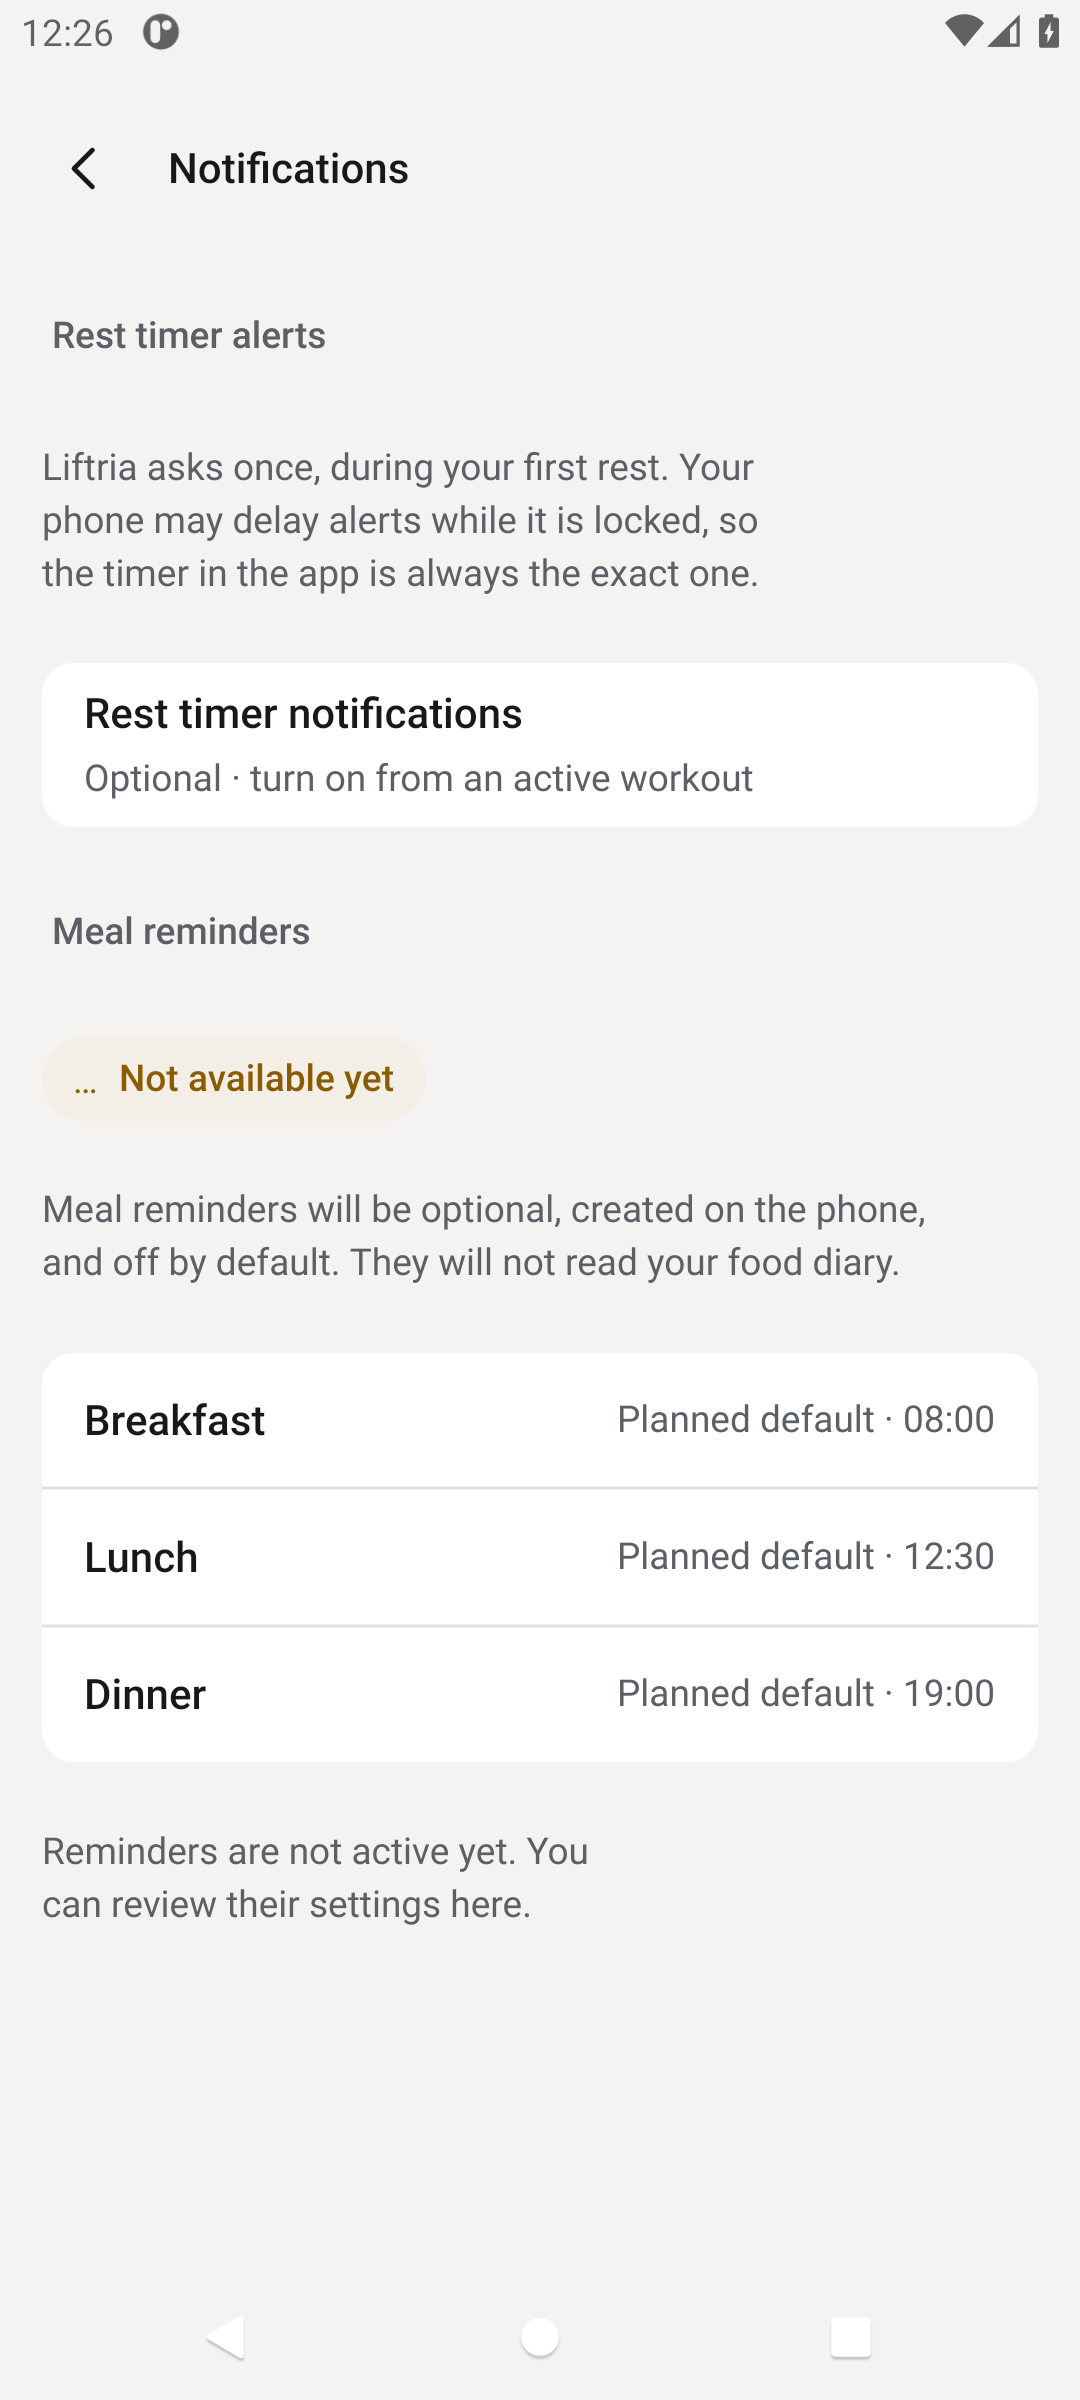 12:26
Notifications
Rest timer alerts
Liftria asks once, during your first rest. Your
phone may delay alerts while it is locked, so
the timer in the app is always the exact one.
Rest timer notifications
Optional · turn on from an active workout
Meal reminders
… Not available yet
Meal reminders will be optional, created on the phone,
and off by default. They will not read your food diary.
Breakfast Planned default · 08:00
Lunch Planned default · 12:30
Dinner Planned default · 19:00
Reminders are not active yet. You
can review their settings here.